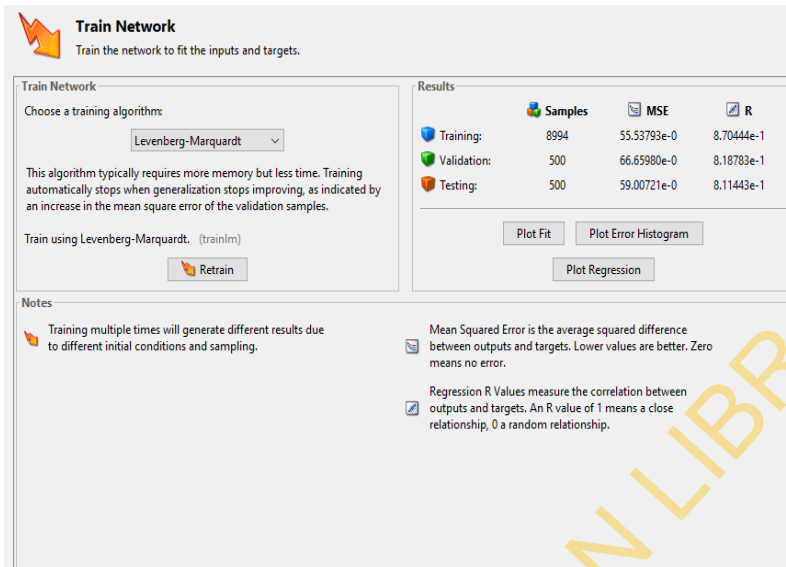 Train Network
Train the network to fit the inputs and targets.
Train Network
Choose a training algorithm:
Levenberg-Marquardt
This algorithm typically requires more memory but less time. Training
automatically stops when generalization stops improving, as indicated by
an increase in the mean square error of the validation samples.
Train using Levenberg-Marquardt. (trainlm)
Retrain
Results
Samples MSE R
Training: 8994 55.53793e-0 8.70444e-1
Validation: 500 66.65980e-0 8.18783e-1
Testing: 500 59.00721e-0 8.11443e-1
Plot Fit Plot Error Histogram
Plot Regression
Notes
Training multiple times will generate different results due
to different initial conditions and sampling.
Mean Squared Error is the average squared difference
between outputs and targets. Lower values are better. Zero
means no error.
Regression R Values measure the correlation between
outputs and targets. An R value of 1 means a close
relationship, 0 a random relationship.
N LIBR